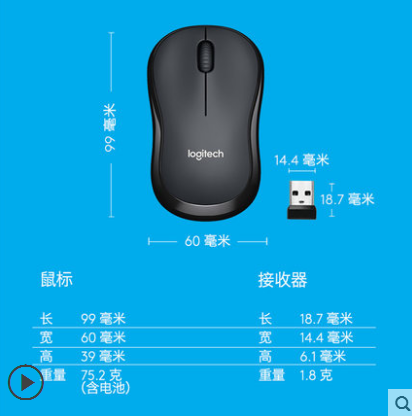 99 毫米
logitech
14.4 毫米
18.7 毫米
60 毫米
鼠标 接收器
长 99 毫米 长 18.7 毫米
宽 60 毫米 宽 14.4 毫米
高 39 毫米 高 6.1 毫米
重量 75.2 克 重量 1.8 克
(含电池)